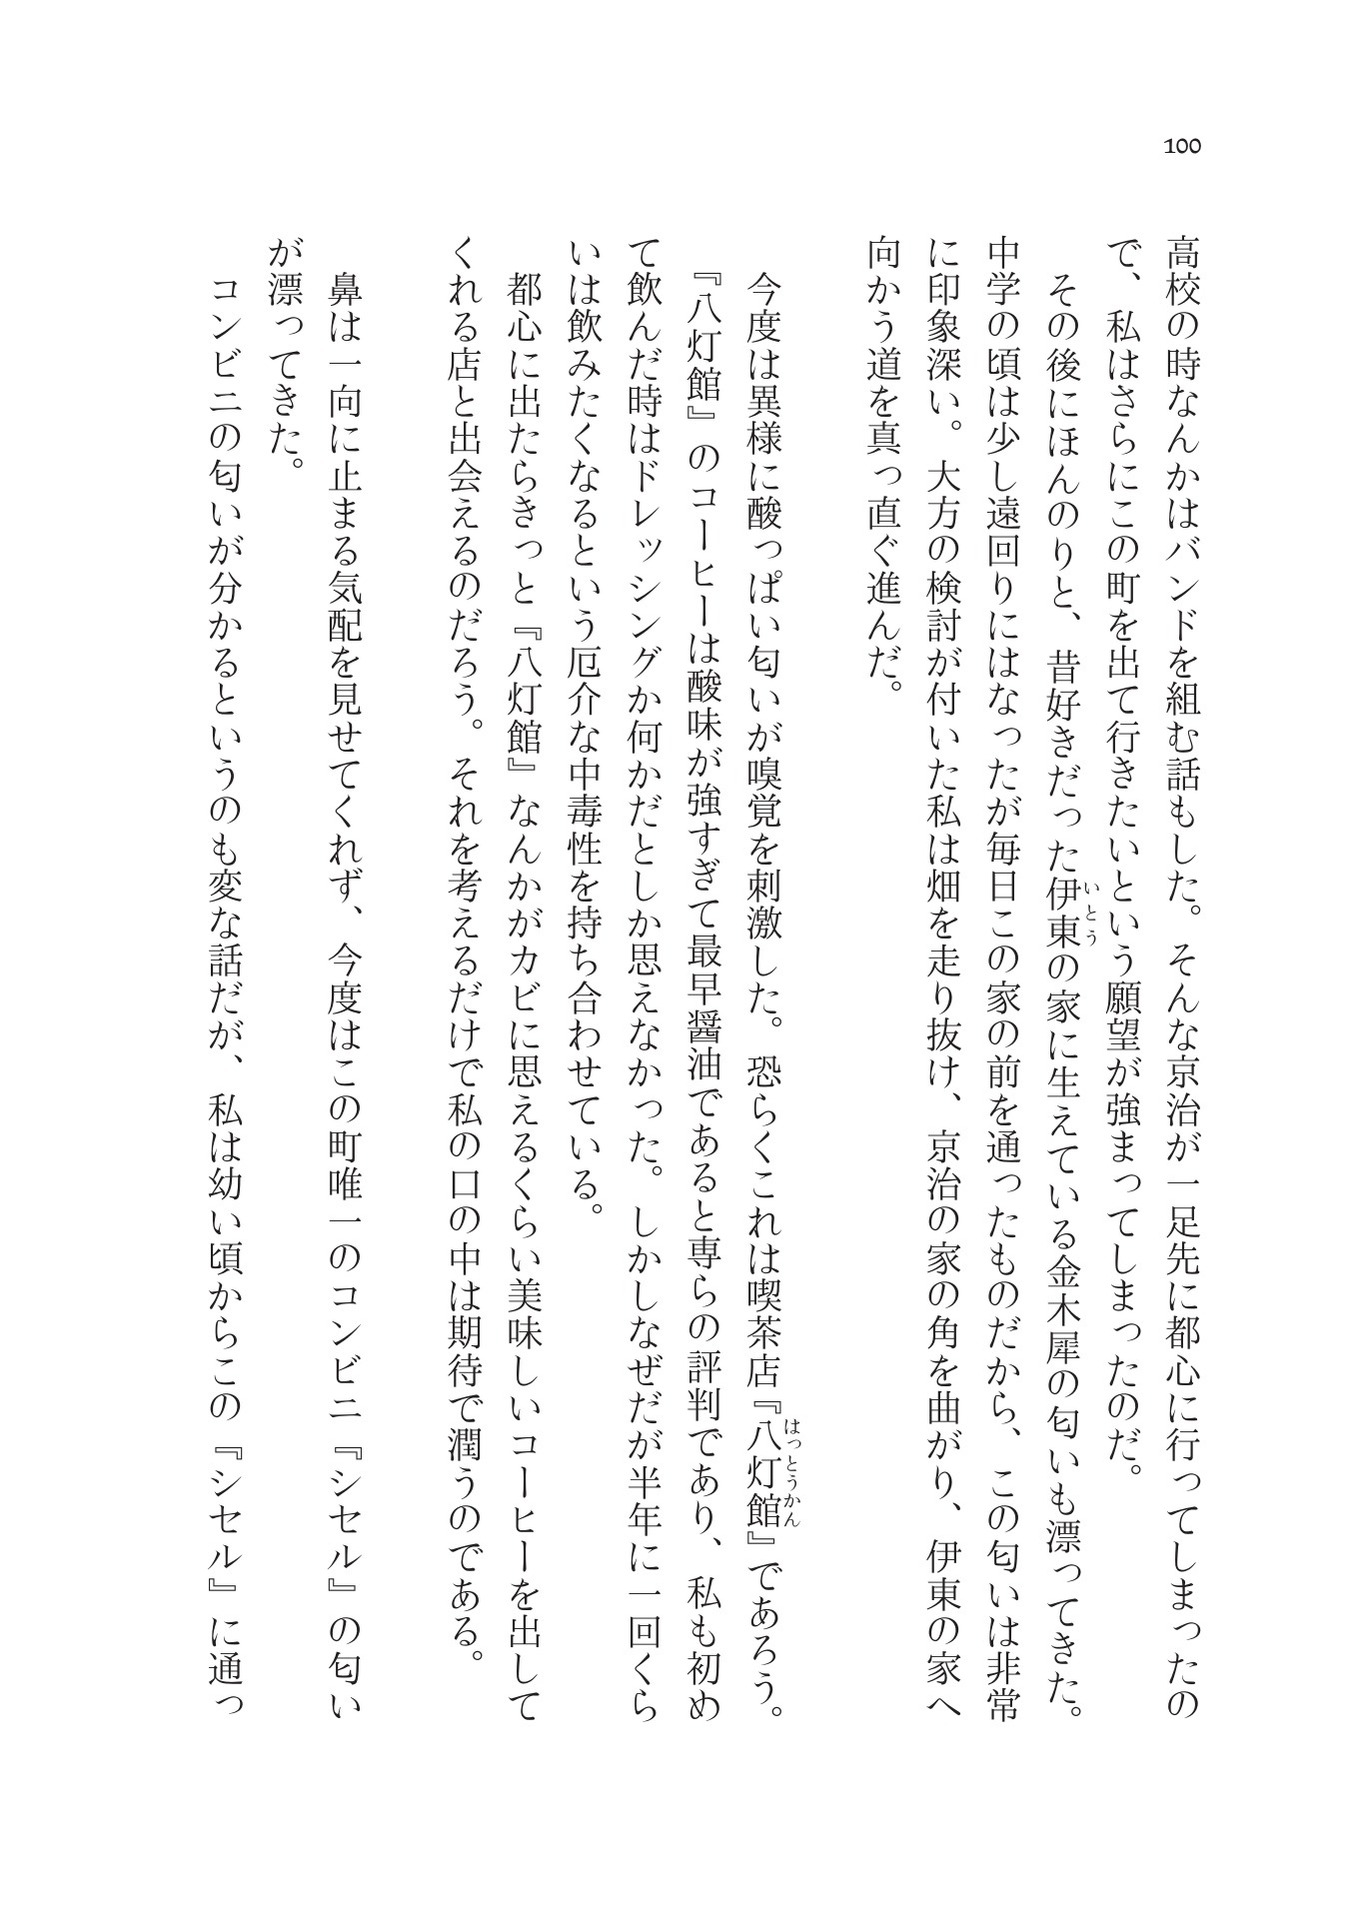 100
高校の時なんかはバンドを組む話もした。そんな京治が一足先に都心に行ってしまったの
で、私はさらにこの町を出て行きたいという願望が強まってしまったのだ。
その後にほんのりと、昔好きだった伊東の家に生えている金木犀の匂いも漂ってきた。
いとう
中学の頃は少し遠回りにはなったが毎日この家の前を通ったものだから、この匂いは非常
に印象深い。大方の検討が付いた私は畑を走り抜け、京治の家の角を曲がり、伊東の家へ
向かう道を真っ直ぐ進んだ。
今度は異様に酸っぱい匂いが嗅覚を刺激した。恐らくこれは喫茶店『八灯館』であろう。
はっとうかん
『八灯館』のコーヒーは酸味が強すぎて最早醤油であると専らの評判であり、私も初め
て飲んだ時はドレッシングか何かだとしか思えなかった。しかしなぜだが半年に一回くら
いは飲みたくなるという厄介な中毒性を持ち合わせている。
都心に出たらきっと『八灯館』なんかがカビに思えるくらい美味しいコーヒーを出して
くれる店と出会えるのだろう。それを考えるだけで私の口の中は期待で潤うのである。
鼻は一向に止まる気配を見せてくれず、今度はこの町唯一のコンビニ『シセル』の匂い
が漂ってきた。
コンビニの匂いが分かるというのも変な話だが、私は幼い頃からこの『シセル』に通っ